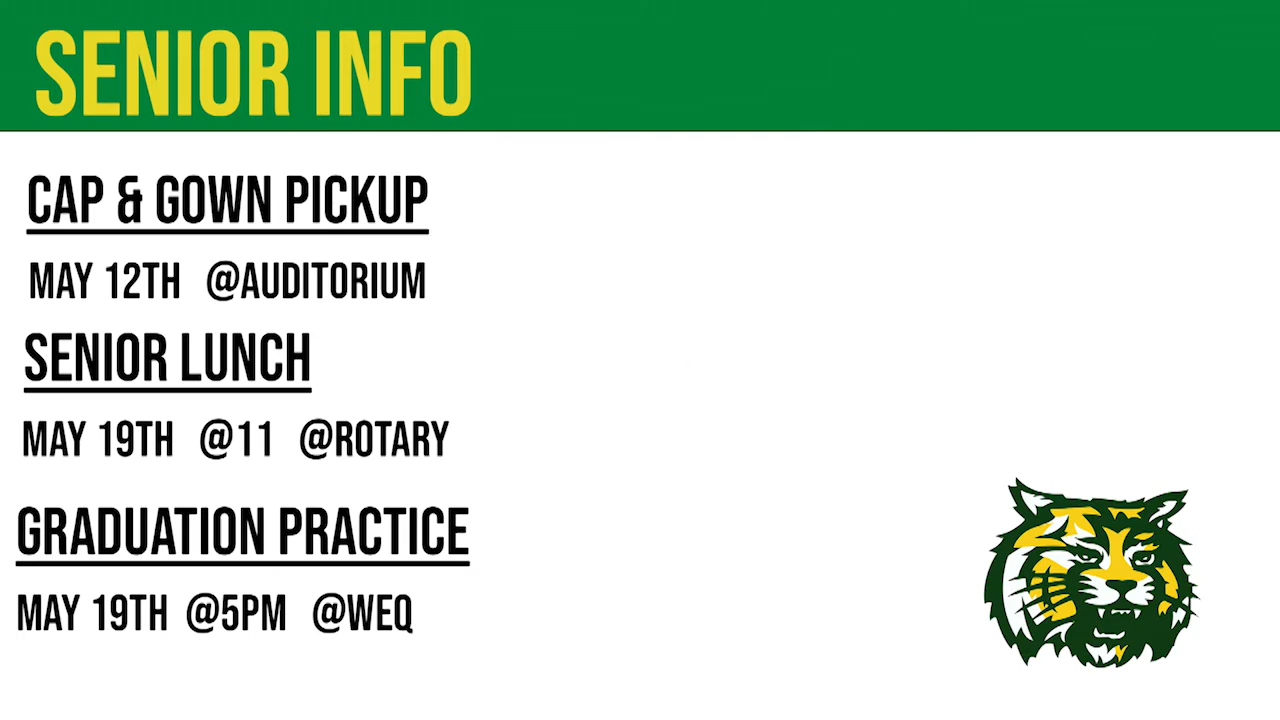 SENIOR INFO
CAP & GOWN PICKUP
MAY 12TH @AUDITORIUM
SENIOR LUNCH
MAY 19TH @11 @ROTARY
GRADUATION PRACTICE
MAY 19TH @5PM @WEQ